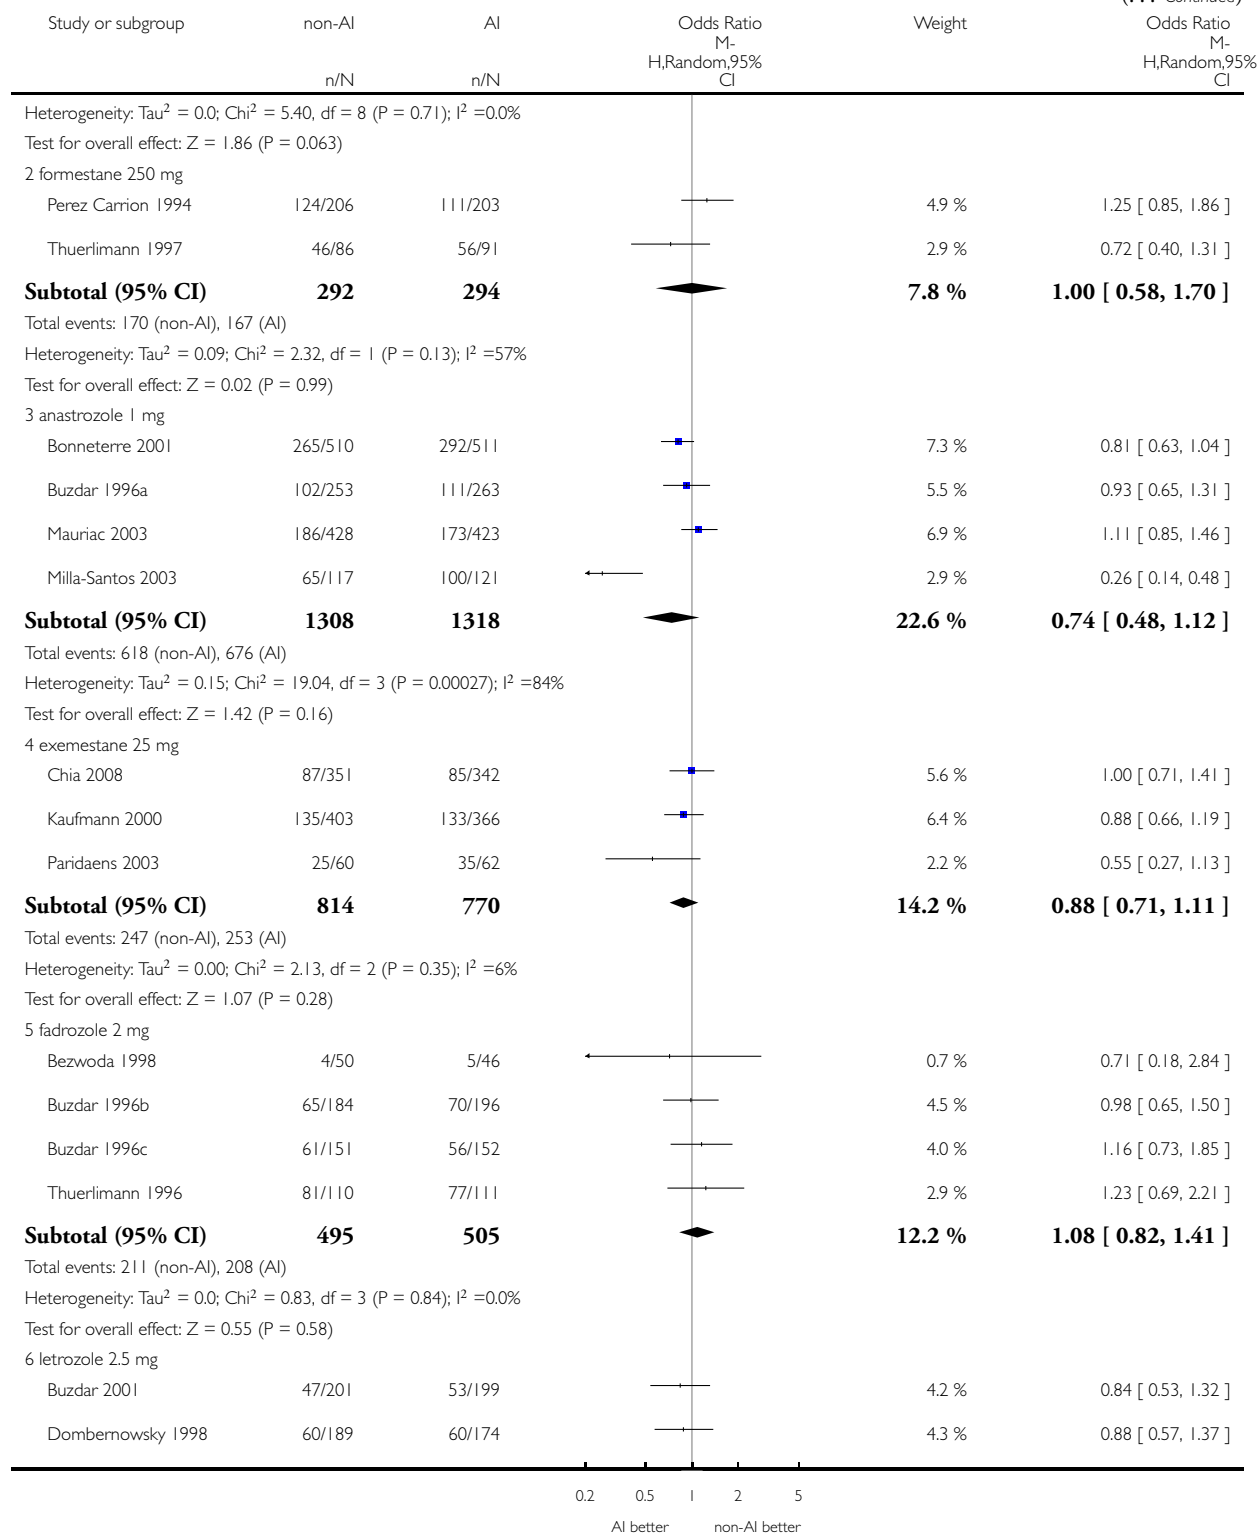 Study or subgroup non-AI AI Odds Ratio Weight Odds Ratio
M- M-
H,Random,95% H,Random,95%
n/N n/N CI CI
Heterogeneity: Tau² = 0.0; Chi² = 5.40, df = 8 (P = 0.71); I² =0.0%
Test for overall effect: Z = 1.86 (P = 0.063)
2 formestane 250 mg
Perez Carrion 1994 124/206 111/203 4.9 % 1.25 [ 0.85, 1.86 ]
Thuerlimann 1997 46/86 56/91 2.9 % 0.72 [ 0.40, 1.31 ]
Subtotal (95% CI) 292 294 7.8 % 1.00 [ 0.58, 1.70 ]
Total events: 170 (non-AI), 167 (AI)
Heterogeneity: Tau² = 0.09; Chi² = 2.32, df = 1 (P = 0.13); I² =57%
Test for overall effect: Z = 0.02 (P = 0.99)
3 anastrozole 1 mg
Bonneterre 2001 265/510 292/511 7.3 % 0.81 [ 0.63, 1.04 ]
Buzdar 1996a 102/253 111/263 5.5 % 0.93 [ 0.65, 1.31 ]
Mauriac 2003 186/428 173/423 6.9 % 1.11 [ 0.85, 1.46 ]
Milla-Santos 2003 65/117 100/121 2.9 % 0.26 [ 0.14, 0.48 ]
Subtotal (95% CI) 1308 1318 22.6 % 0.74 [ 0.48, 1.12 ]
Total events: 618 (non-AI), 676 (AI)
Heterogeneity: Tau² = 0.15; Chi² = 19.04, df = 3 (P = 0.00027); I² =84%
Test for overall effect: Z = 1.42 (P = 0.16)
4 exemestane 25 mg
Chia 2008 87/351 85/342 5.6 % 1.00 [ 0.71, 1.41 ]
Kaufmann 2000 135/403 133/366 6.4 % 0.88 [ 0.66, 1.19 ]
Paridaens 2003 25/60 35/62 2.2 % 0.55 [ 0.27, 1.13 ]
Subtotal (95% CI) 814 770 14.2 % 0.88 [ 0.71, 1.11 ]
Total events: 247 (non-AI), 253 (AI)
Heterogeneity: Tau² = 0.00; Chi² = 2.13, df = 2 (P = 0.35); I² =6%
Test for overall effect: Z = 1.07 (P = 0.28)
5 fadrozole 2 mg
Bezwoda 1998 4/50 5/46 0.7 % 0.71 [ 0.18, 2.84 ]
Buzdar 1996b 65/184 70/196 4.5 % 0.98 [ 0.65, 1.50 ]
Buzdar 1996c 61/151 56/152 4.0 % 1.16 [ 0.73, 1.85 ]
Thuerlimann 1996 81/110 77/111 2.9 % 1.23 [ 0.69, 2.21 ]
Subtotal (95% CI) 495 505 12.2 % 1.08 [ 0.82, 1.41 ]
Total events: 211 (non-AI), 208 (AI)
Heterogeneity: Tau² = 0.0; Chi² = 0.83, df = 3 (P = 0.84); I² =0.0%
Test for overall effect: Z = 0.55 (P = 0.58)
6 letrozole 2.5 mg
Buzdar 2001 47/201 53/199 4.2 % 0.84 [ 0.53, 1.32 ]
Dombernowsky 1998 60/189 60/174 4.3 % 0.88 [ 0.57, 1.37 ]
0.2 0.5 1 2 5
AI better non-AI better